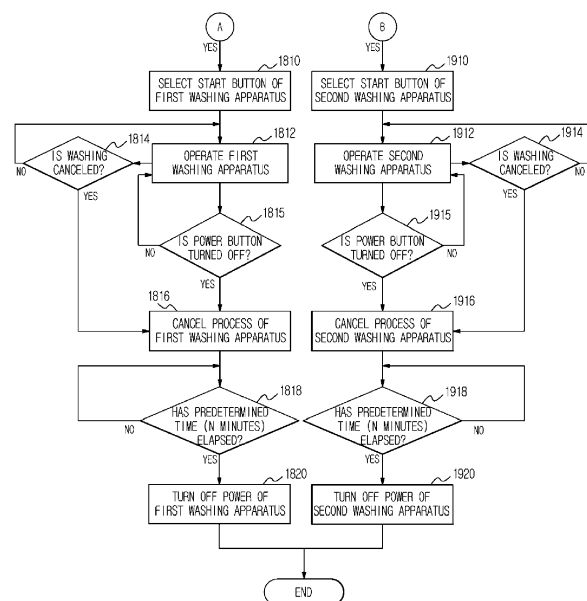 A
YES
1810
SELECT START BUTTON OF
FIRST WASHING APPARATUS
1814
IS WASHING
CANCELED?
NO
YES
1812
OPERATE FIRST
WASHING APPARATUS
1815
IS POWER BUTTON
TURNED OFF?
NO
YES
1816
CANCEL PROCESS OF
FIRST WASHING APPARATUS
1818
HAS PREDETERMINED
TIME (N MINUTES)
ELAPSED?
NO
YES
1820
TURN OFF POWER OF
FIRST WASHING APPARATUS
B
YES
1910
SELECT START BUTTON OF
SECOND WASHING APPARATUS
1912
OPERATE SECOND
WASHING APPARATUS
1914
IS WASHING
CANCELED?
NO
YES
1915
IS POWER BUTTON
TURNED OFF?
NO
YES
1916
CANCEL PROCESS OF
SECOND WASHING APPARATUS
1918
HAS PREDETERMINED
TIME (N MINUTES)
ELAPSED?
NO
YES
1920
TURN OFF POWER OF
SECOND WASHING APPARATUS
END